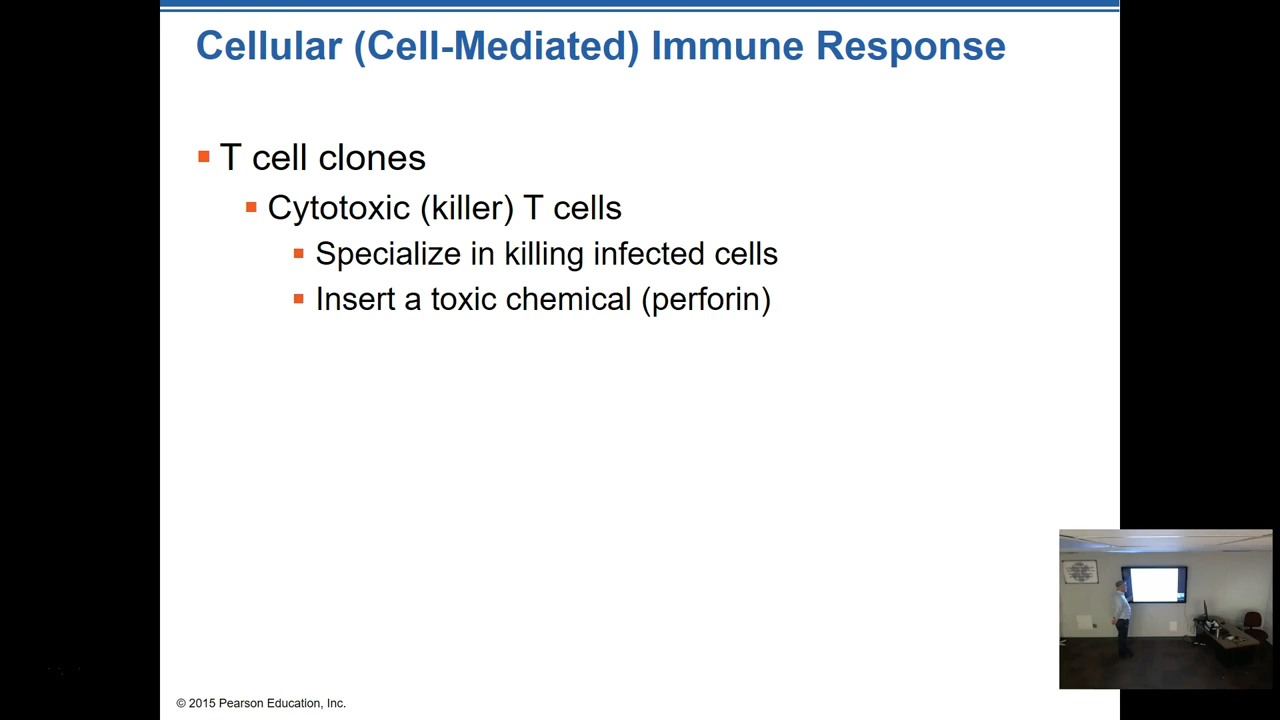 Cellular (Cell-Mediated) Immune Response
T cell clones
Cytotoxic (killer) T cells
Specialize in killing infected cells
Insert a toxic chemical (perforin)
© 2015 Pearson Education, Inc.